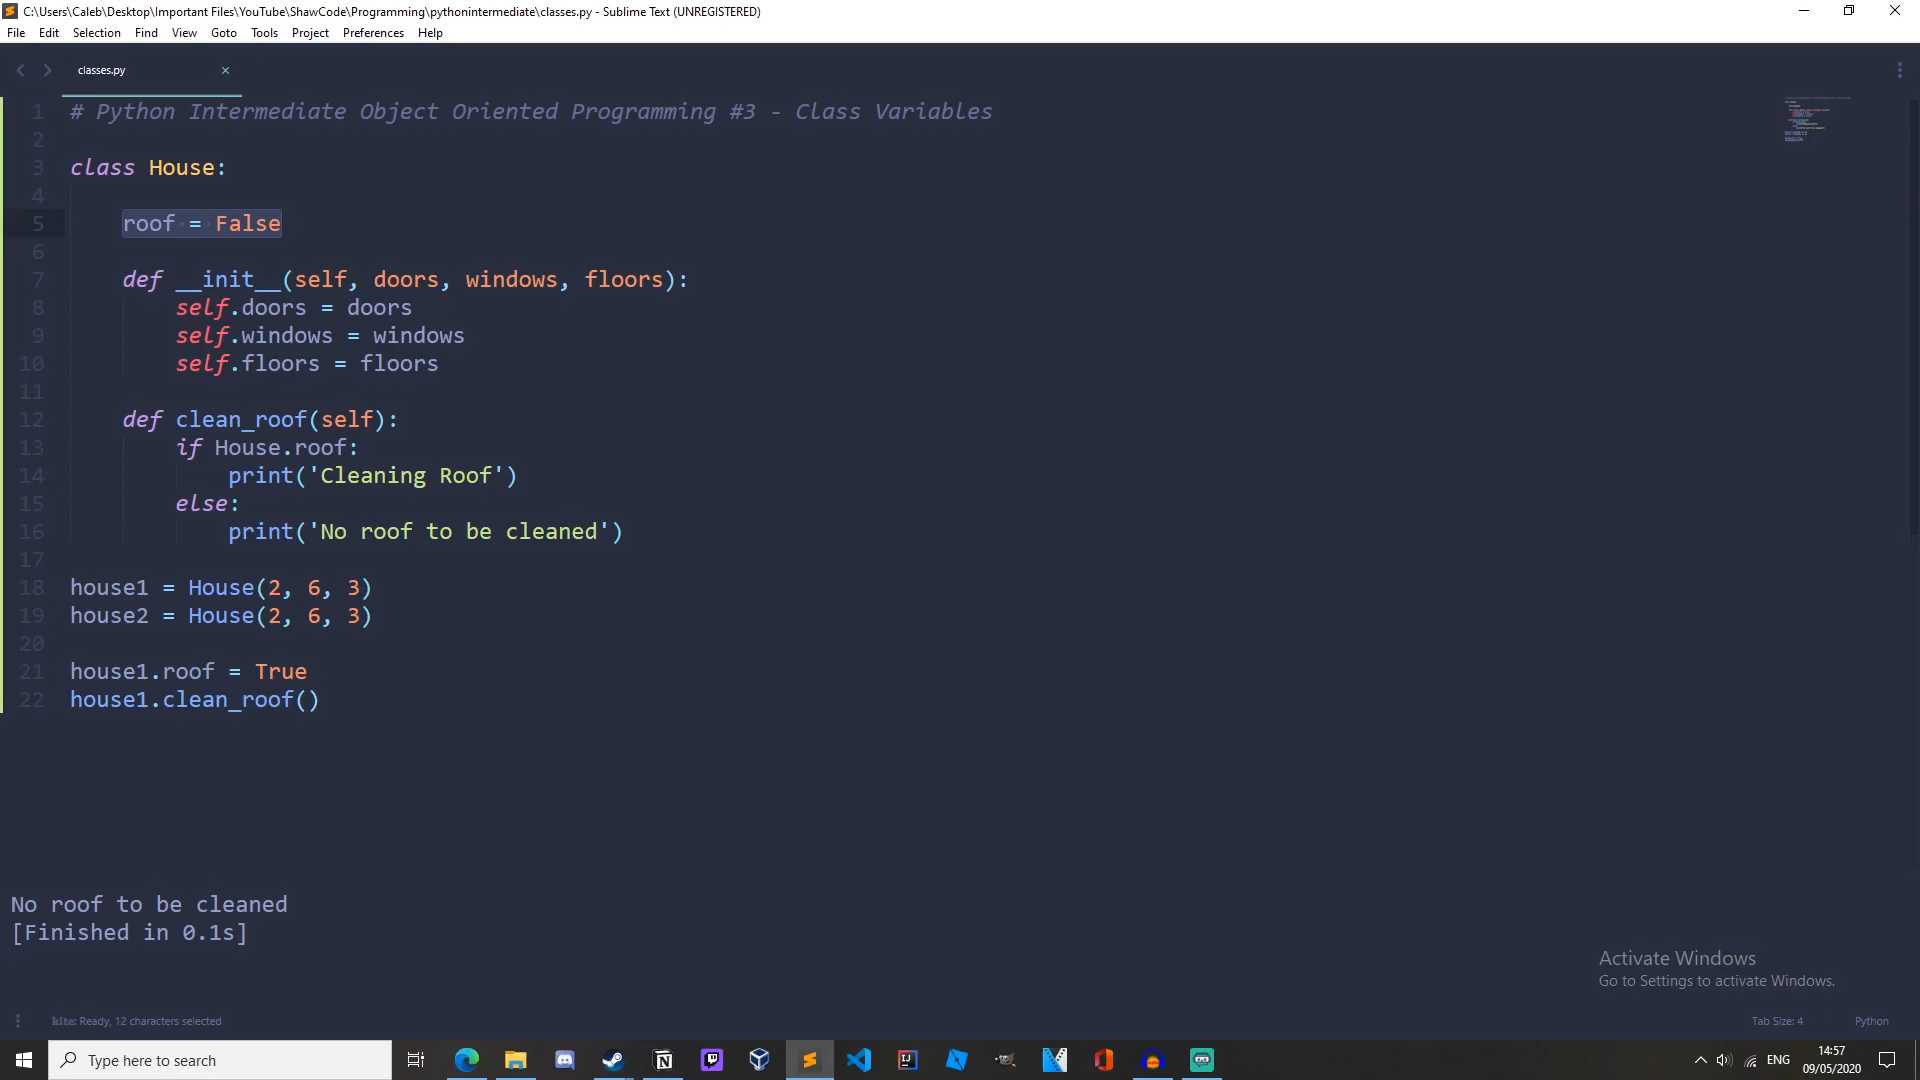 C:\Users\Caleb\Desktop\Important Files\YouTube\ShawCode\Programming\pythonintermediate\classes.py - Sublime Text (UNREGISTERED)
File Edit Selection Find View Goto Tools Project Preferences Help
classes.py
1 # Python Intermediate Object Oriented Programming #3 - Class Variables
2
3 class House:
4
5     roof = False
6
7     def __init__(self, doors, windows, floors):
8         self.doors = doors
9         self.windows = windows
10         self.floors = floors
11
12     def clean_roof(self):
13         if House.roof:
14             print('Cleaning Roof')
15         else:
16             print('No roof to be cleaned')
17
18 house1 = House(2, 6, 3)
19 house2 = House(2, 6, 3)
20
21 house1.roof = True
22 house1.clean_roof()
No roof to be cleaned
[Finished in 0.1s]
Activate Windows
Go to Settings to activate Windows.
kite: Ready, 12 characters selected
Tab Size: 4 Python
Type here to search
ENG
14:57
09/05/2020